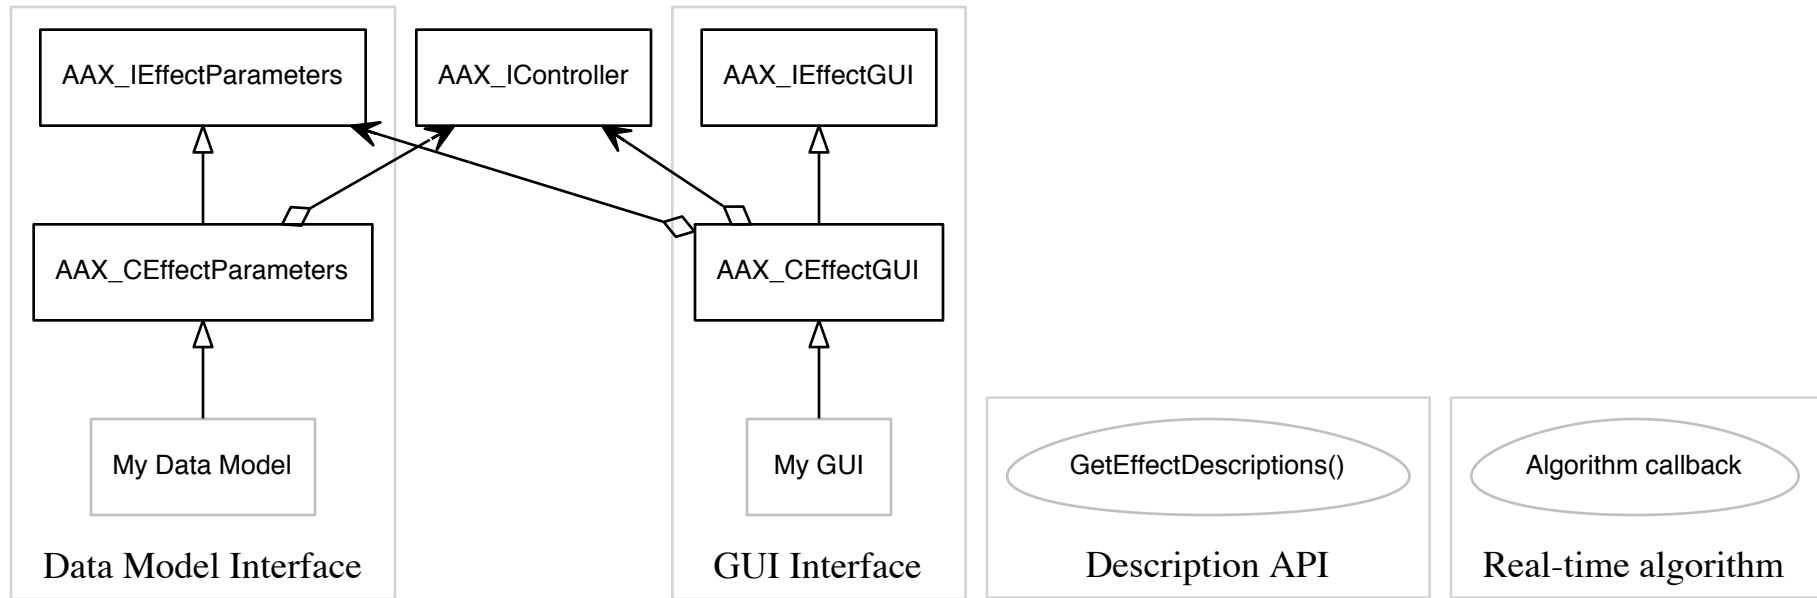 AAX_IEffectParameters
AAX_IController
AAX_IEffectGUI
AAX_CEffectParameters
AAX_CEffectGUI
My Data Model
My GUI
GetEffectDescriptions()
Algorithm callback
Data Model Interface
GUI Interface
Description API
Real-time algorithm